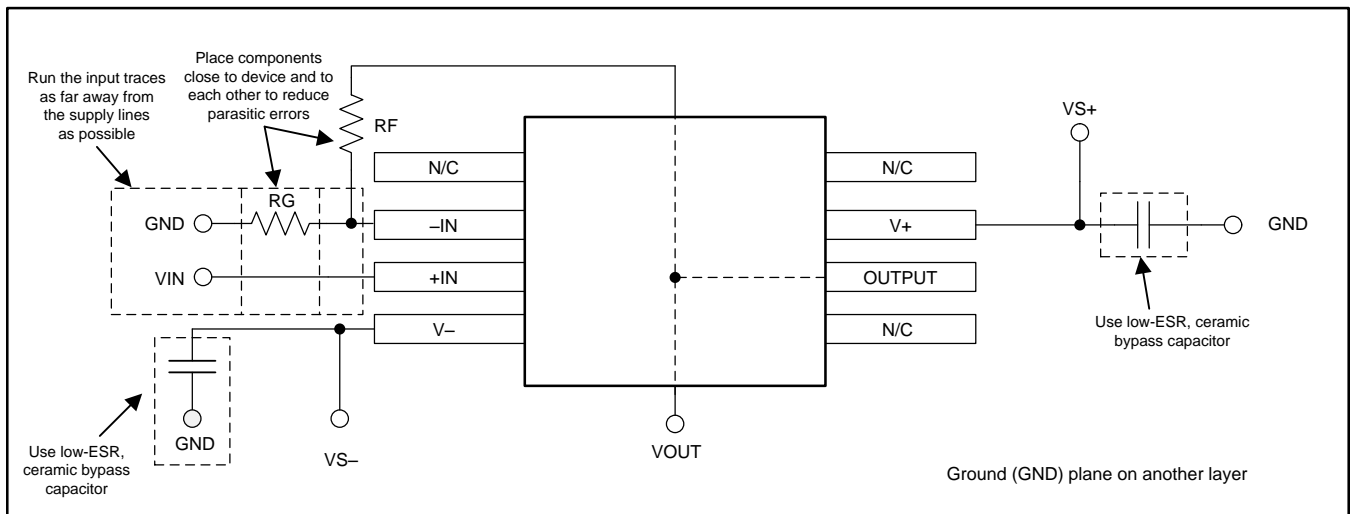 Run the input traces
as far away from
the supply lines
as possible
Place components
close to device and to
each other to reduce
parasitic errors
RF
VS+
N/C
N/C
RG
GND
–IN
V+
GND
VIN
+IN
OUTPUT
V–
N/C
Use low-ESR, ceramic
bypass capacitor
GND
Use low-ESR,
ceramic bypass
capacitor
VS–
VOUT
Ground (GND) plane on another layer